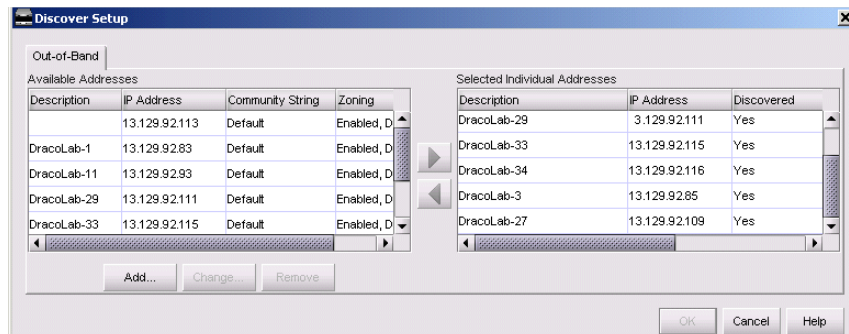 Discover Setup
Out-of-Band
Available Addresses
Description IP Address Community String Zoning
13.129.92.113 Default Enabled, D
DracoLab-1 13.129.92.83 Default Enabled, D
DracoLab-11 13.129.92.93 Default Enabled, D
DracoLab-29 13.129.92.111 Default Enabled, D
DracoLab-33 13.129.92.115 Default Enabled, D
Add... Change... Remove
Selected Individual Addresses
Description IP Address Discovered
DracoLab-29 3.129.92.111 Yes
DracoLab-33 13.129.92.115 Yes
DracoLab-34 13.129.92.116 Yes
DracoLab-3 13.129.92.85 Yes
DracoLab-27 13.129.92.109 Yes
OK Cancel Help